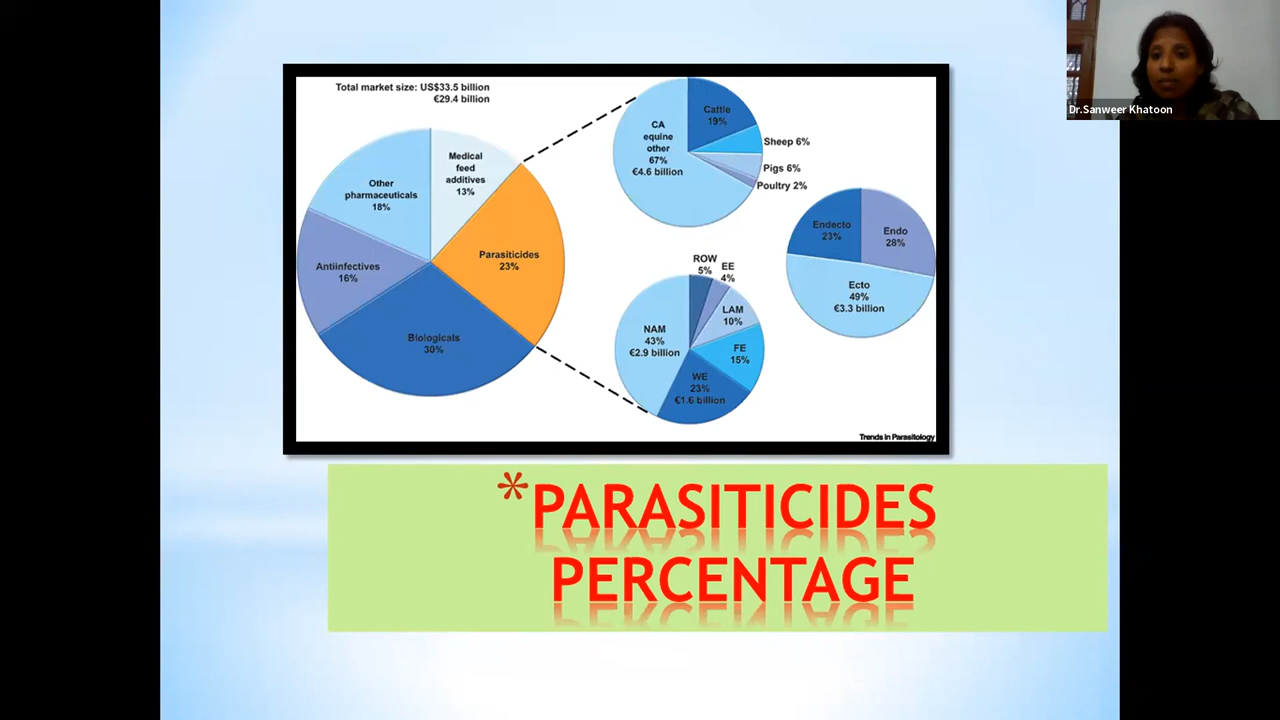 Total market size: US$33.5 billion
€29.4 billion
Medical
feed
additives
13%
Other
pharmaceuticals
18%
Antiinfectives
16%
Biologicals
30%
Parasiticides
23%
CA
equine
other
67%
€4.6 billion
Cattle
19%
Sheep 6%
Pigs 6%
Poultry 2%
ROW
5%
EE
4%
LAM
10%
FE
15%
WE
23%
€1.6 billion
NAM
43%
€2.9 billion
Endecto
23%
Endo
28%
Ecto
49%
€3.3 billion
Trends in Parasitology
*PARASITICIDES
PERCENTAGE
Dr.Sanweer Khatoon